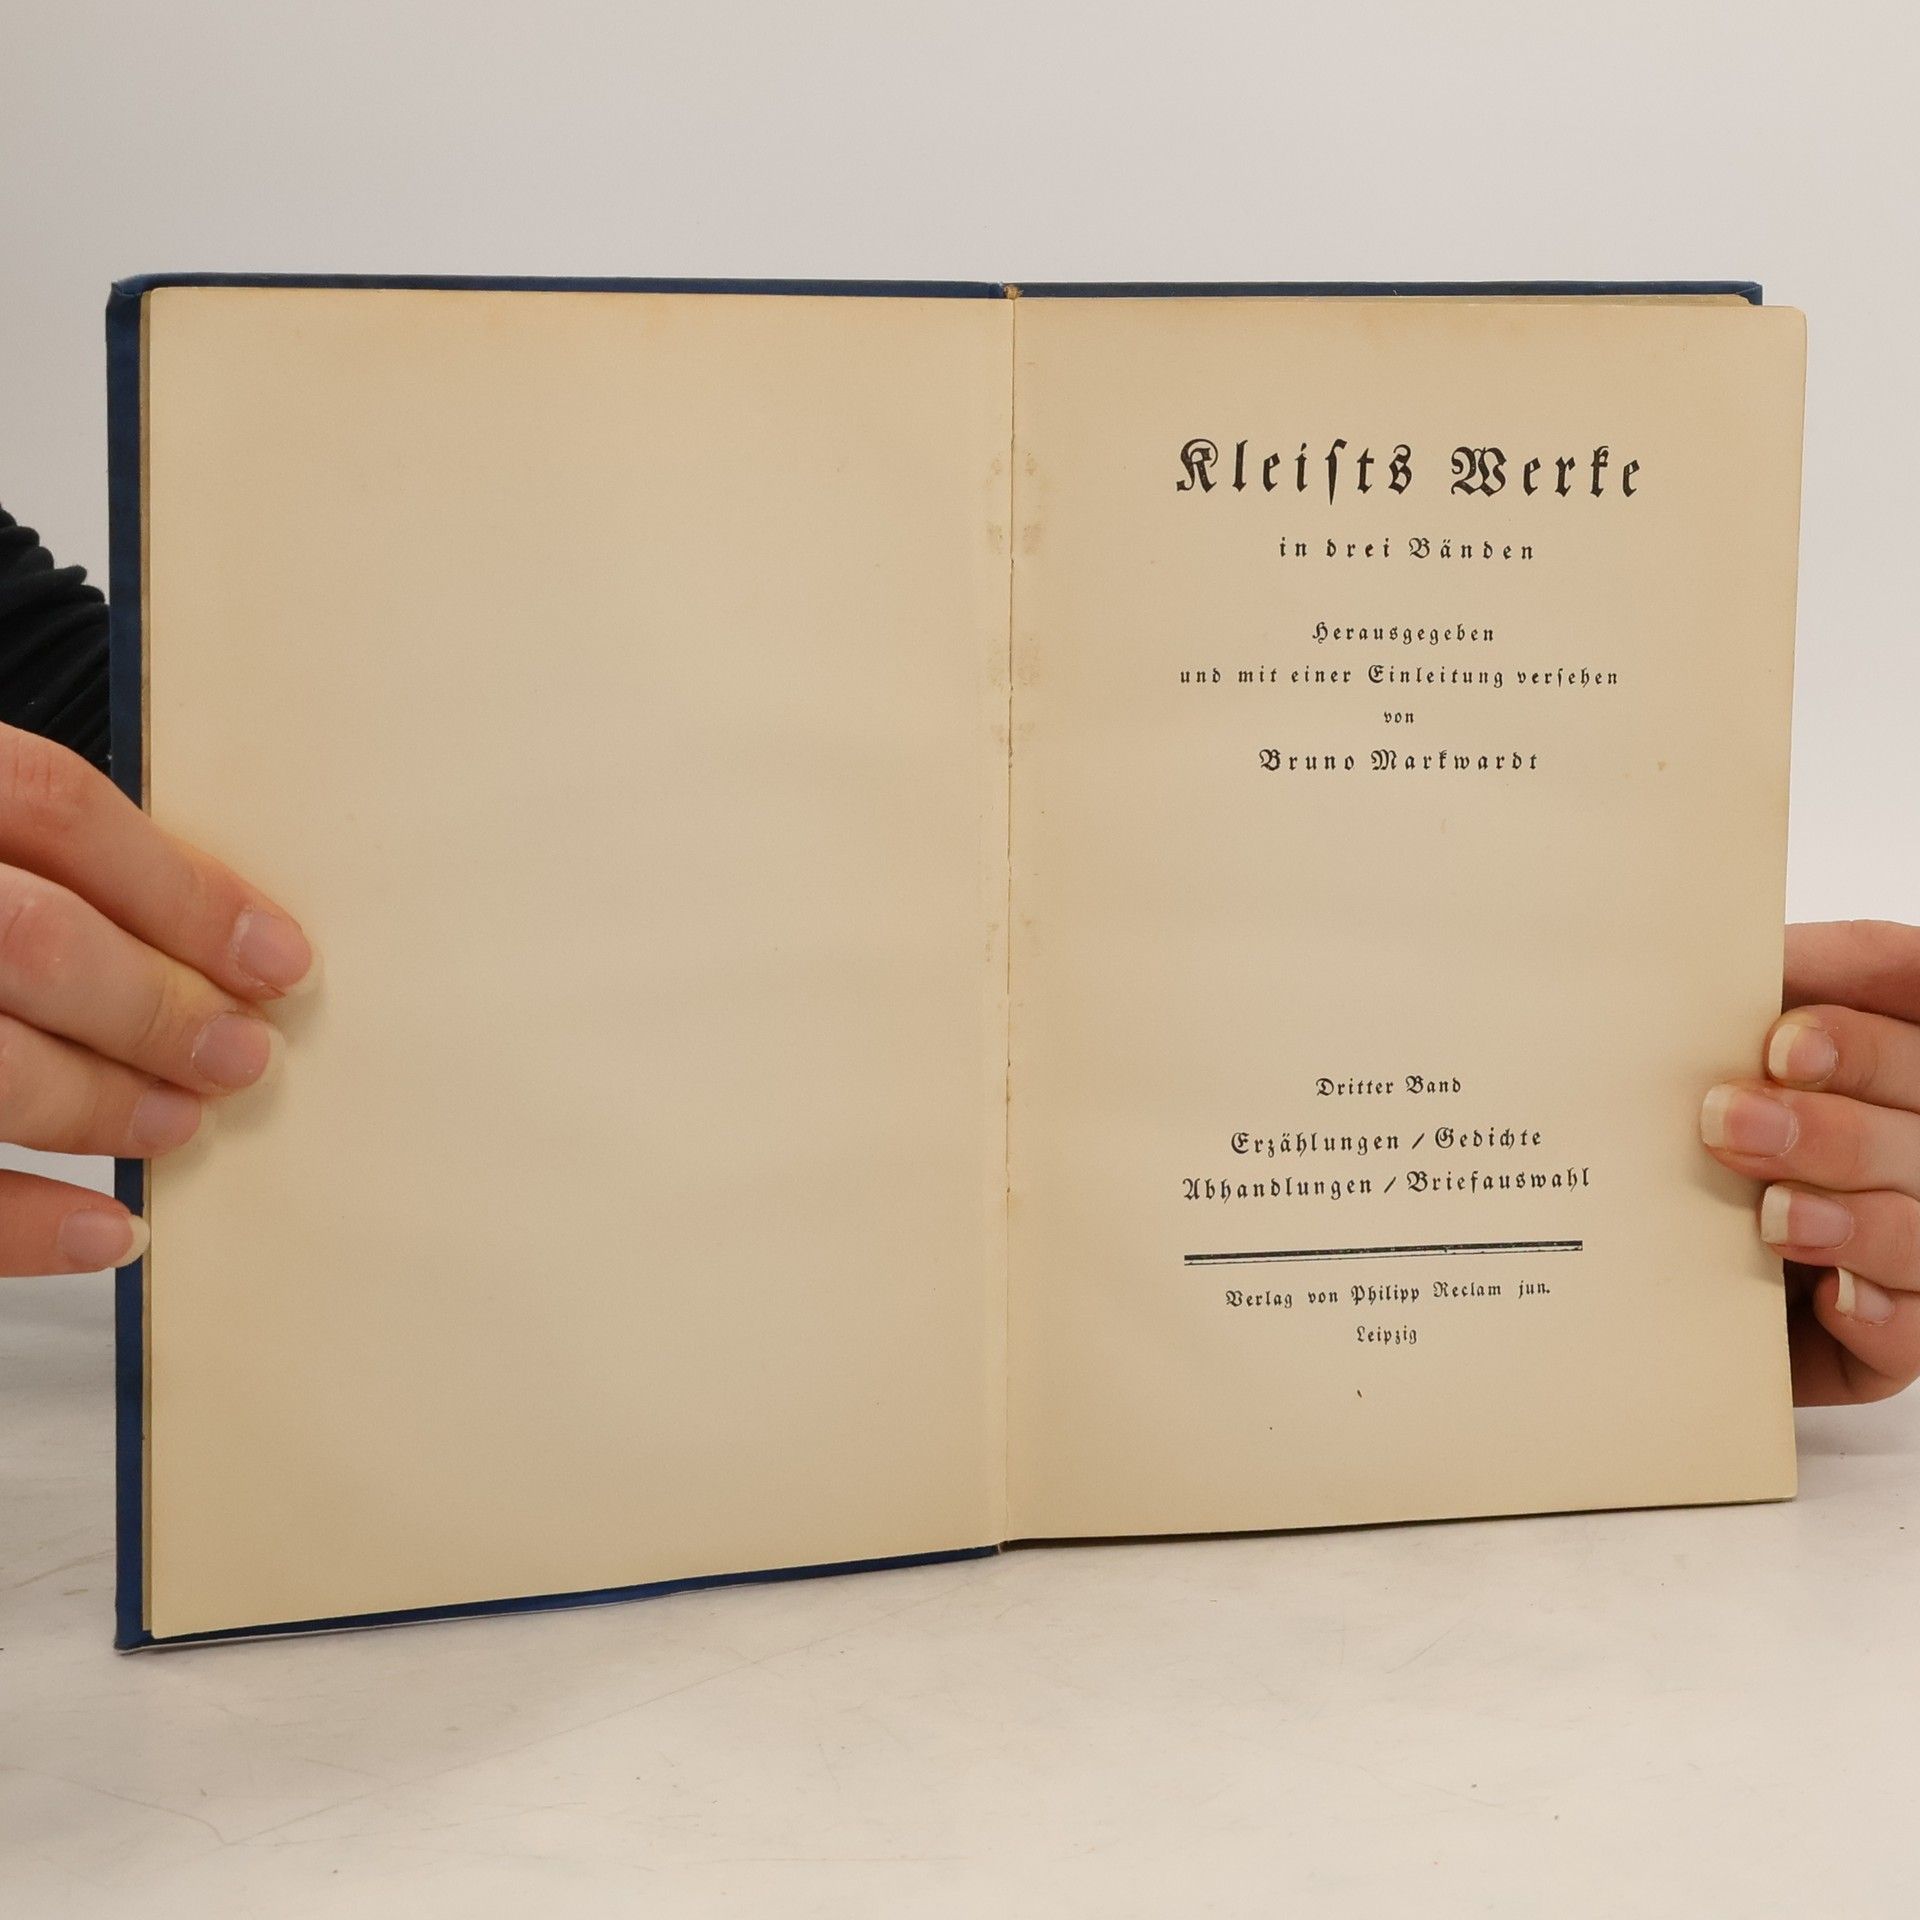 Kleiſts Werke
in drei Bänden
Herausgegeben
und mit einer Einleitung verſehen
von
Bruno Markwardt
Dritter Band
Erzählungen / Gedichte
Abhandlungen / Briefauswahl
Verlag von Philipp Reclam jun.
Leipzig